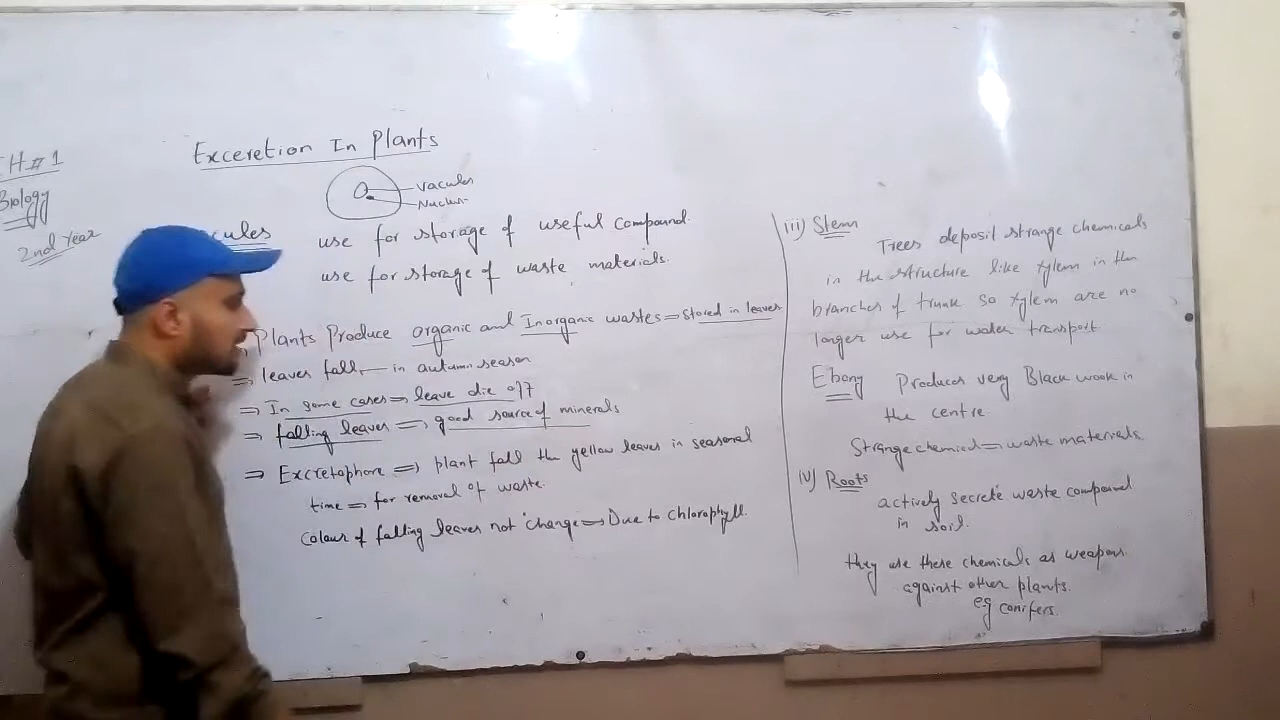 CH#1
Biology
2nd Year
Exceretion In Plants
Vacules
use for storage of useful compound.
use for storage of waste materials.
Plants Produce organic and Inorganic wastes ⇒ stored in leaves
⇒ leaves fall — in autumn season
⇒ In some cases ⇒ leave die off
⇒ falling leaves ⇒ good source of minerals
⇒ Excretophore ⇒ plant fall the yellow leaves in seasonal
time ⇒ for removal of waste.
Colour of falling leaves not change ⇒ Due to chlorophyll.
iii) Stem
Trees deposit strange chemicals
in the structure like xylem in the
branches of trunk so xylem are no
longer use for water transport
Ebony Produces very Black wook in
the centre.
Strange chemical = waste materials.
iv) Roots
actively secrete waste compound
in soil.
they use these chemicals as weapons.
against other plants.
eg conifers.